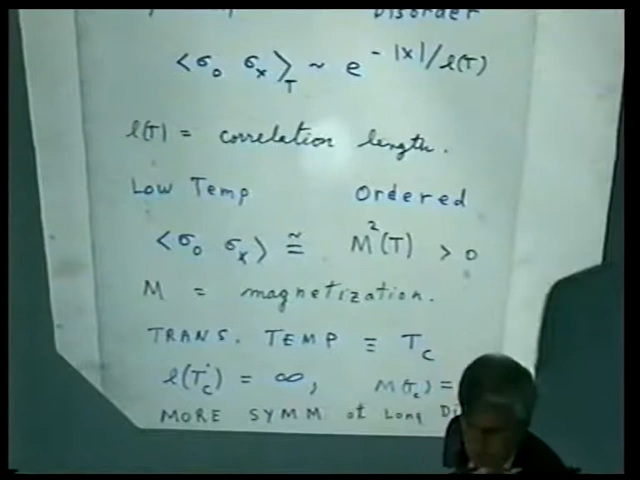 Disorder
<σ₀ σₓ>_T ~ e^{-|x|/ℓ(T)}
ℓ(T) = correlation length.
Low Temp Ordered
<σ₀ σₓ> ≅ M²(T) > 0
M = magnetization.
TRANS. TEMP ≡ T_c
ℓ(T_c) = ∞, M(T_c) =
MORE SYMM at Long